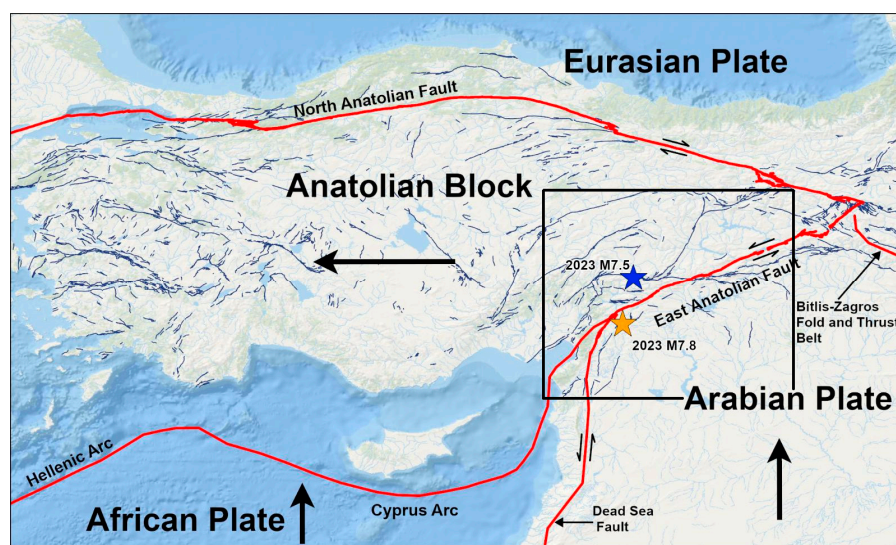 Eurasian Plate
North Anatolian Fault
Anatolian Block
2023 M7.5
East Anatolian Fault
2023 M7.8
Bitlis-Zagros
Fold and Thrust
Belt
Arabian Plate
Hellenic Arc
African Plate
Cyprus Arc
Dead Sea
Fault